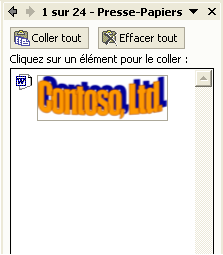 1 sur 24 - Presse-Papiers
Coller tout Effacer tout
Cliquez sur un élément pour le coller :
Contoso, Ltd.